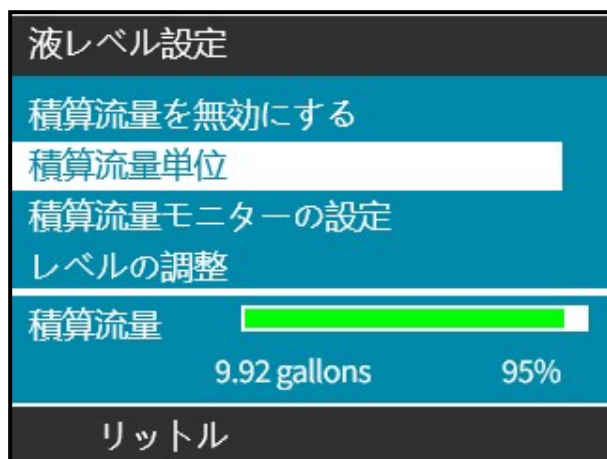 液レベル設定
積算流量を無効にする
積算流量単位
積算流量モニターの設定
レベルの調整
積算流量
9.92 gallons 95%
リットル